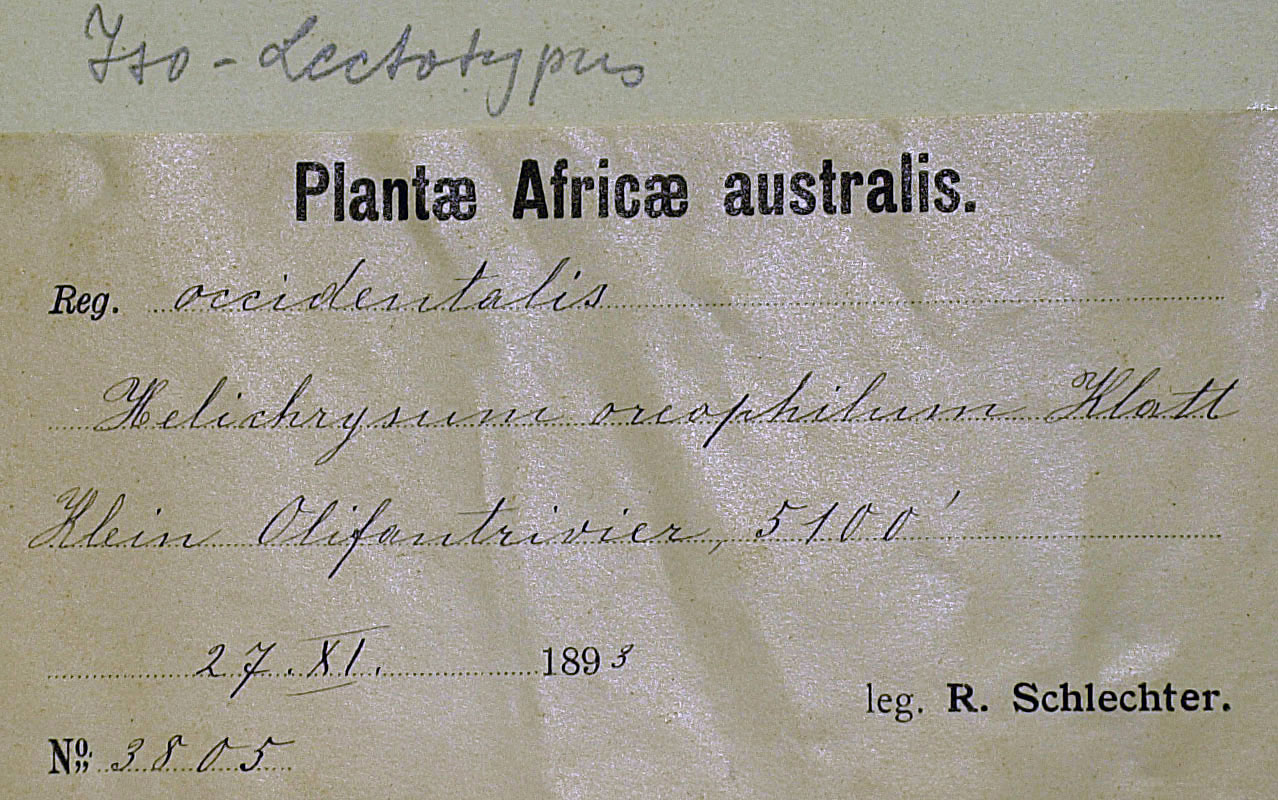 Iso-Lectotypus
Plantæ Africæ australis.
Reg. occidentalis
Helichrysum oreophilum Klatt
Klein Olifantrivier, 5100'
27. XI. 1893
leg. R. Schlechter.
No. 3805